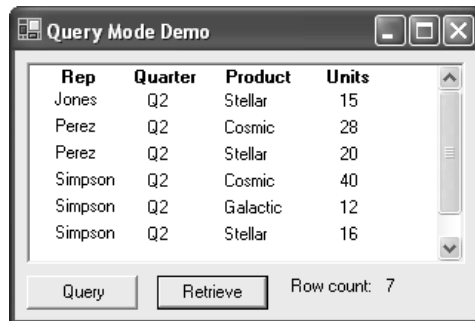 Query Mode Demo
Rep Quarter Product Units
Jones Q2 Stellar 15
Perez Q2 Cosmic 28
Perez Q2 Stellar 20
Simpson Q2 Cosmic 40
Simpson Q2 Galactic 12
Simpson Q2 Stellar 16
Query Retrieve Row count: 7